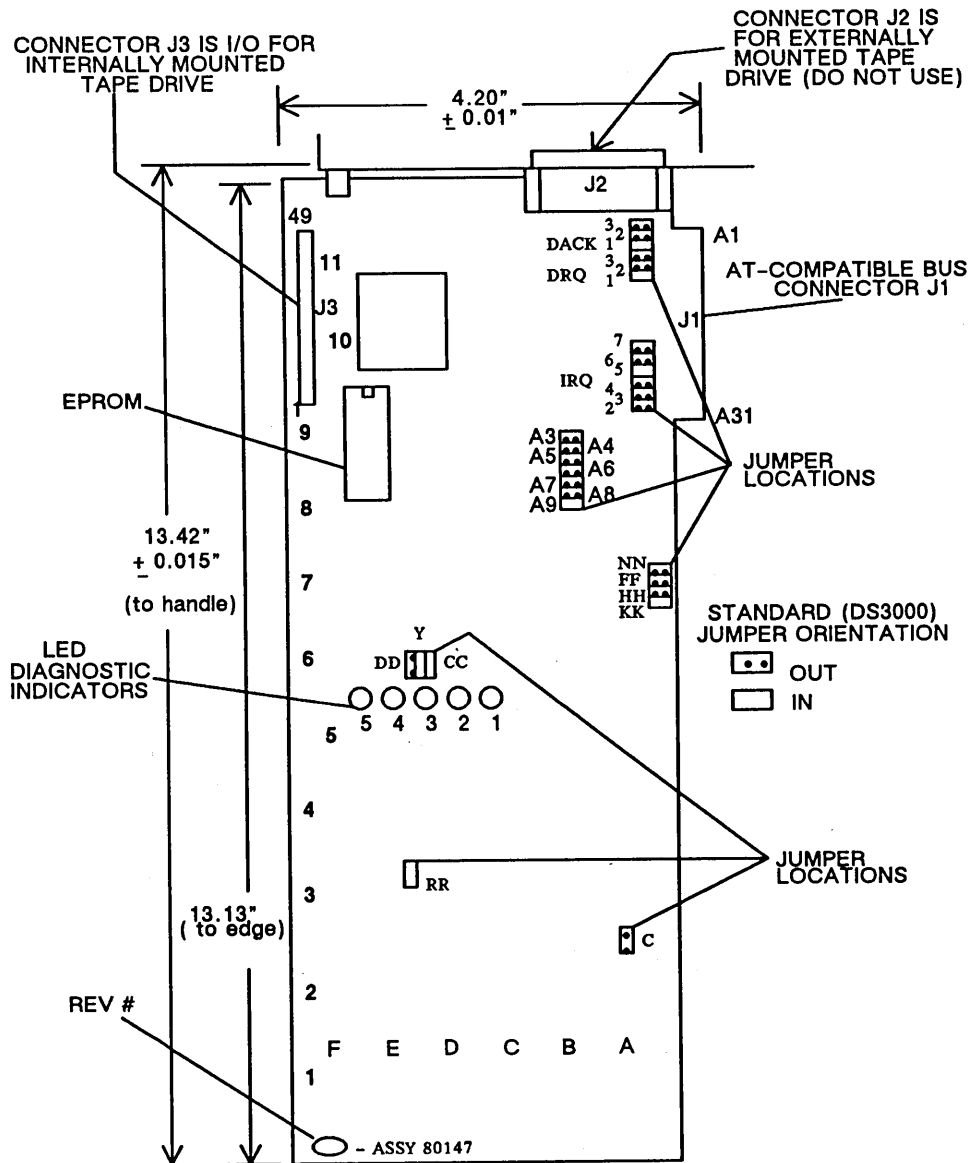 CONNECTOR J3 IS I/O FOR
INTERNALLY MOUNTED
TAPE DRIVE
CONNECTOR J2 IS
FOR EXTERNALLY
MOUNTED TAPE
DRIVE (DO NOT USE)
4.20"
± 0.01"
J2
49
11
J3
10
1
9
8
7
6
5
4
3
2
1
DACK
3
2
1
DRQ
3
2
1
A1
AT-COMPATIBLE BUS
CONNECTOR J1
J1
IRQ
7
6
5
4
3
2
A31
EPROM
A3
A4
A5
A6
A7
A8
A9
JUMPER
LOCATIONS
13.42"
± 0.015"
(to handle)
NN
FF
HH
KK
STANDARD (DS3000)
JUMPER ORIENTATION
OUT
IN
LED
DIAGNOSTIC
INDICATORS
Y
DD
CC
5 4 3 2 1
RR
JUMPER
LOCATIONS
13.13"
( to edge)
C
REV #
F E D C B A
- ASSY 80147